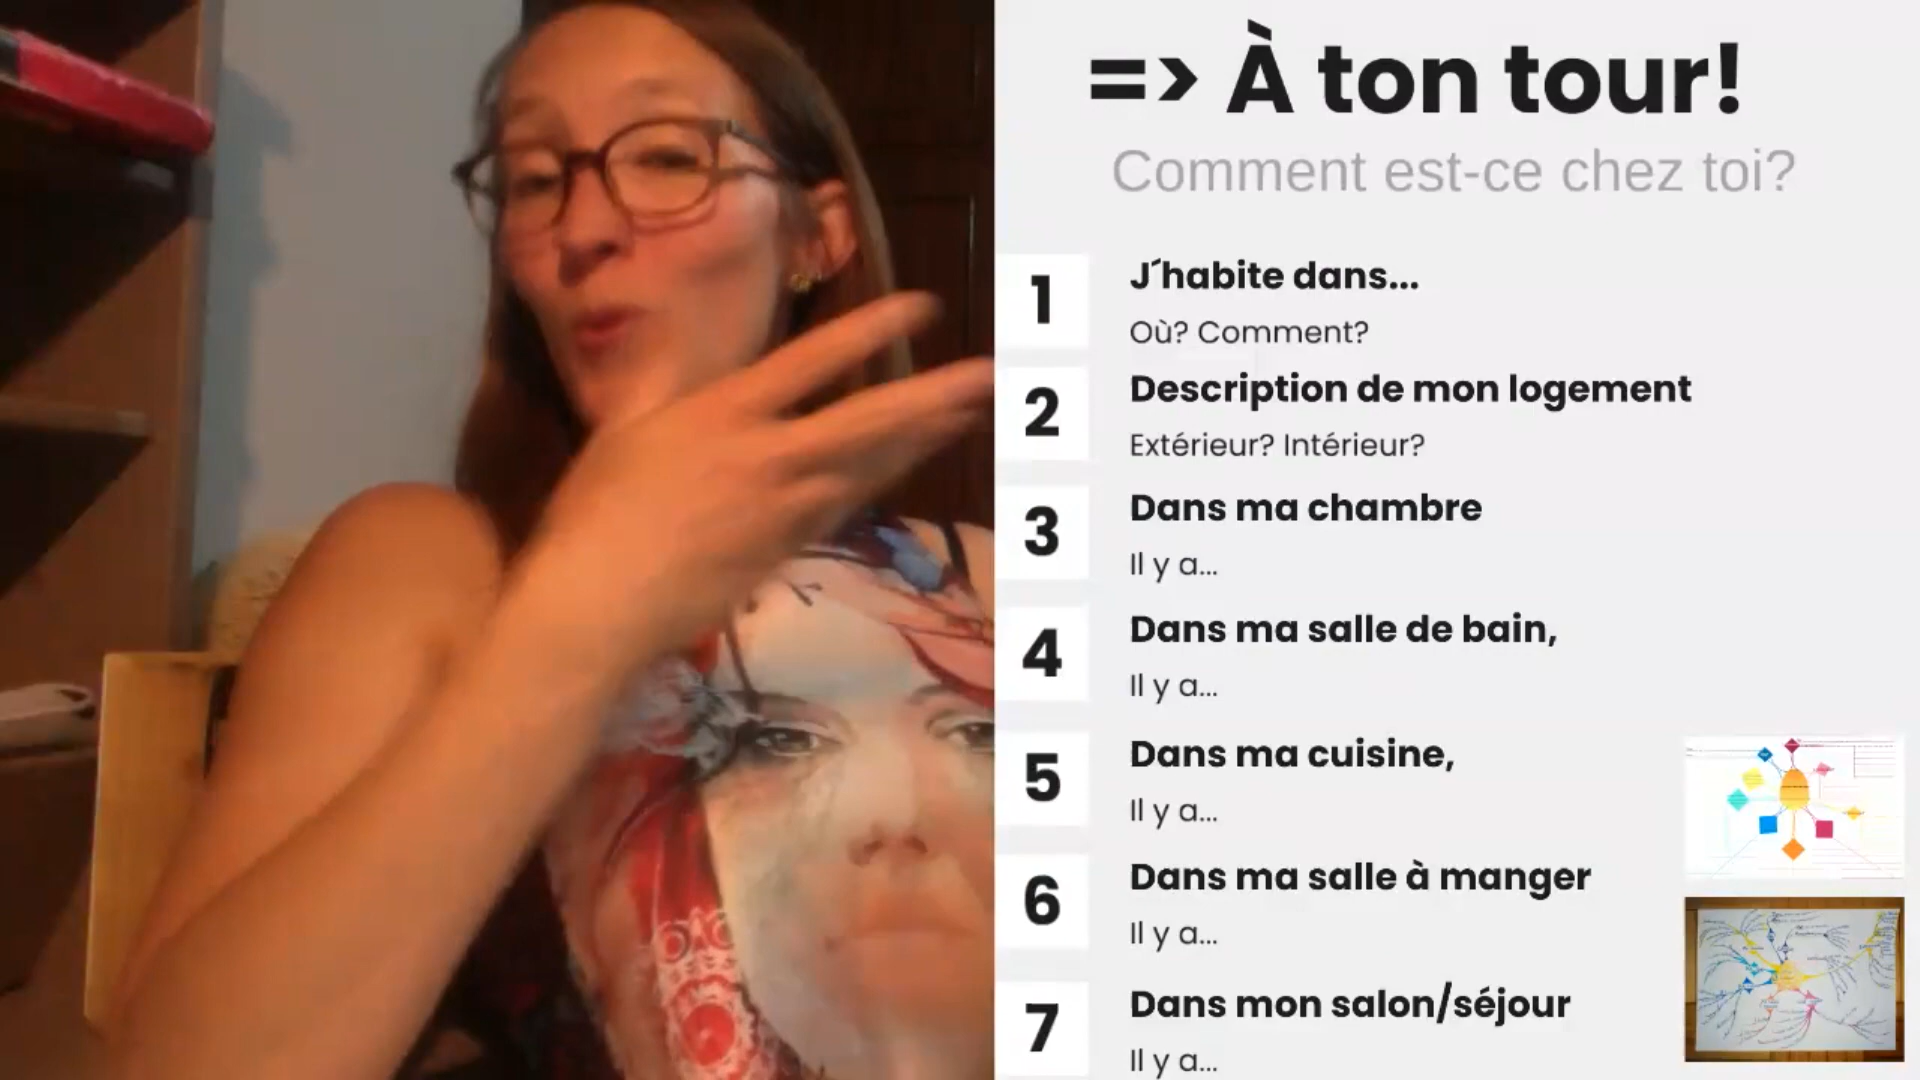 => À ton tour!
Comment est-ce chez toi?
1
J´habite dans...
Où? Comment?
2
Description de mon logement
Extérieur? Intérieur?
3
Dans ma chambre
Il y a...
4
Dans ma salle de bain,
Il y a...
5
Dans ma cuisine,
Il y a...
6
Dans ma salle à manger
Il y a...
7
Dans mon salon/séjour
Il y a...